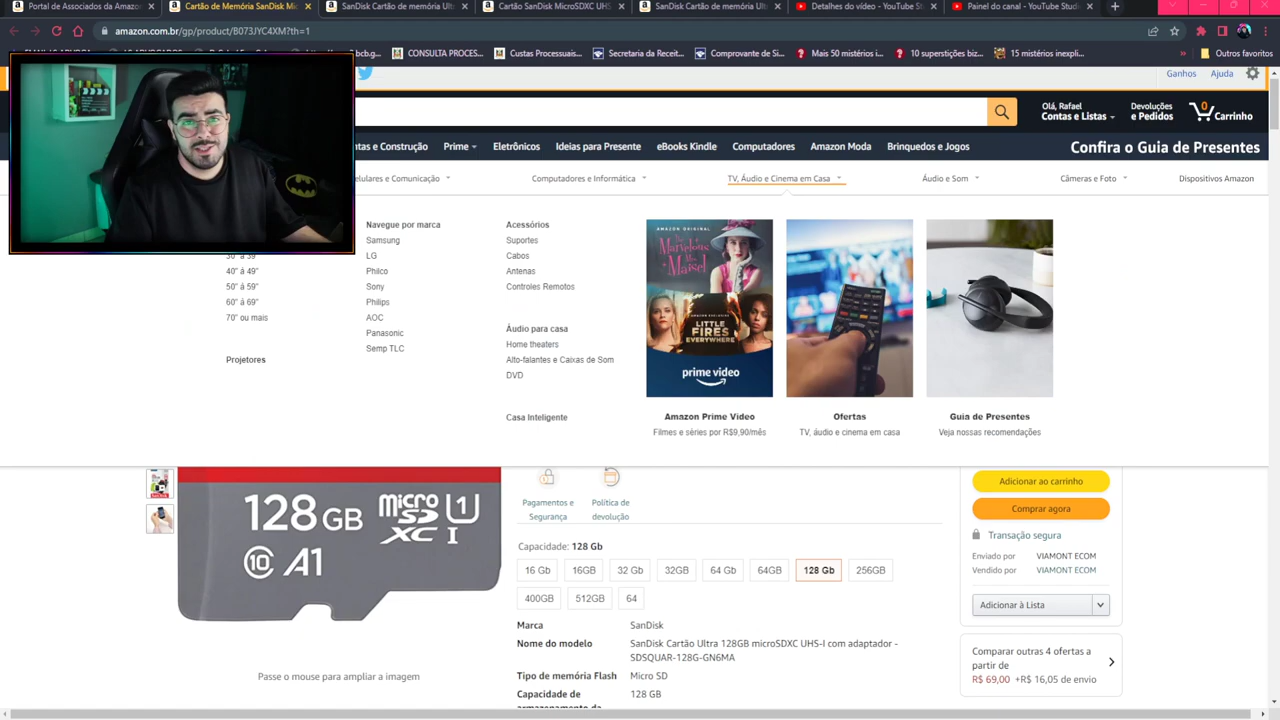 Portal de Associados da Amazo
Cartão de Memória SanDisk Mi
SanDisk Cartão de Memória Ult
Cartão SanDisk MicroSDXC UHS
SanDisk Cartão de Memória Ult
Detalhes do vídeo - YouTube S
Painel do canal - YouTube Studi
amazon.com.br/gp/product/B073JYC4XM?th=1
CONSULTA PROCES...
Custas Processuais...
Secretaria da Receit...
Comprovante de Si...
Mais 50 mistérios i...
10 superstições biz...
15 mistérios inexpli...
Outros favoritos
Ganhos
Ajuda
Olá, Rafael
Contas e Listas
Devoluções
e Pedidos
0
Carrinho
ntas e Construção
Prime
Eletrônicos
Ideias para Presente
eBooks Kindle
Computadores
Amazon Moda
Brinquedos e Jogos
Confira o Guia de Presentes
elulares e Comunicação
Computadores e Informática
TV, Áudio e Cinema em Casa
Áudio e Som
Câmeras e Foto
Dispositivos Amazon
30" à 39"
40" à 49"
50" à 59"
60" à 69"
70" ou mais
Projetores
Navegue por marca
Samsung
LG
Philco
Sony
Philips
AOC
Panasonic
Semp TLC
Acessórios
Suportes
Cabos
Antenas
Controles Remotos
Áudio para casa
Home theaters
Alto-falantes e Caixas de Som
DVD
Casa Inteligente
AMAZON ORIGINAL
The Marvelous
Mrs. Maisel
LITTLE
FIRES
EVERYWHERE
prime video
Amazon Prime Video
Filmes e séries por R$9,90/mês
Ofertas
TV, áudio e cinema em casa
Guia de Presentes
Veja nossas recomendações
128GB
micro
SD
XC I
U1
10 A1
Passe o mouse para ampliar a imagem
Pagamentos e
Segurança
Política de
devolução
Capacidade: 128 Gb
16 Gb
16GB
32 Gb
32GB
64 Gb
64GB
128 Gb
256GB
400GB
512GB
64
Marca SanDisk
Nome do modelo SanDisk Cartão Ultra 128GB microSDXC UHS-I com adaptador -
SDSQUAR-128G-GN6MA
Tipo de memória Flash Micro SD
Capacidade de 128 GB
armazenamento da
Adicionar ao carrinho
Comprar agora
Transação segura
Enviado por VIAMONT ECOM
Vendido por VIAMONT ECOM
Adicionar à Lista
Comparar outras 4 ofertas a
partir de
R$ 69,00 +R$ 16,05 de envio